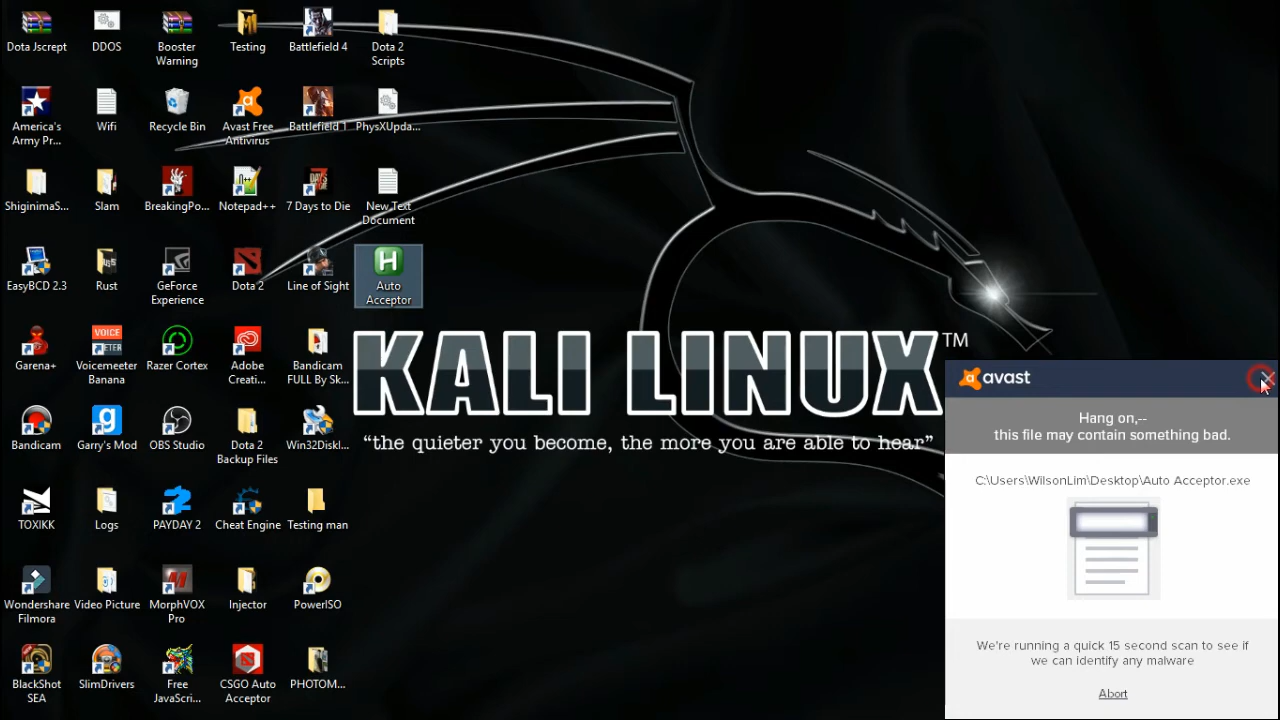 Dota Jscrept
DDOS
Booster
Warning
Testing
Battlefield 4
Dota 2
Scripts
America's
Army Pr...
Wifi
Recycle Bin
Avast Free
Antivirus
Battlefield 1
PhysXUpda...
ShiginimaS...
Slam
BreakingPo...
Notepad++
7 Days to Die
New Text
Document
EasyBCD 2.3
Rust
GeForce
Experience
Dota 2
Line of Sight
H
Auto
Acceptor
Garena+
VOICE
MEETER
Voicemeeter
Banana
Razer Cortex
Adobe
Creati...
Bandicam
FULL By Sk...
KALI LINUX™
“the quieter you become, the more you are able to hear”
Bandicam
Garry's Mod
OBS Studio
Dota 2
Backup Files
Win32Diskl...
TOXIKK
Logs
PAYDAY 2
Cheat Engine
Testing man
Wondershare
Filmora
Video Picture
MorphVOX
Pro
Injector
PowerISO
BlackShot
SEA
SlimDrivers
Free
JavaScri...
CSGO Auto
Acceptor
PHOTOM...
avast
Hang on,--
this file may contain something bad.
C:\Users\WilsonLim\Desktop\Auto Acceptor.exe
We're running a quick 15 second scan to see if
we can identify any malware
Abort